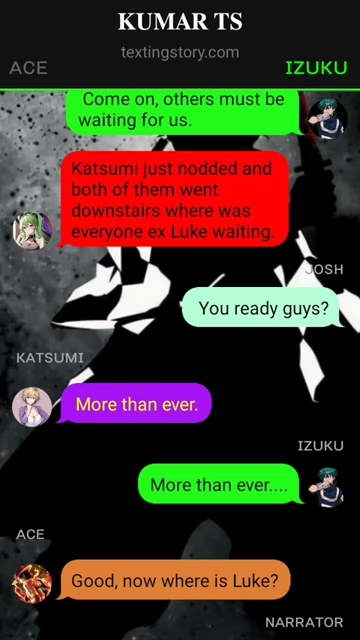 KUMAR TS
textingstory.com
ACE
IZUKU
Come on, others must be
waiting for us.
Katsumi just nodded and
both of them went
downstairs where was
everyone ex Luke waiting.
JOSH
You ready guys?
KATSUMI
More than ever.
IZUKU
More than ever....
ACE
Good, now where is Luke?
NARRATOR